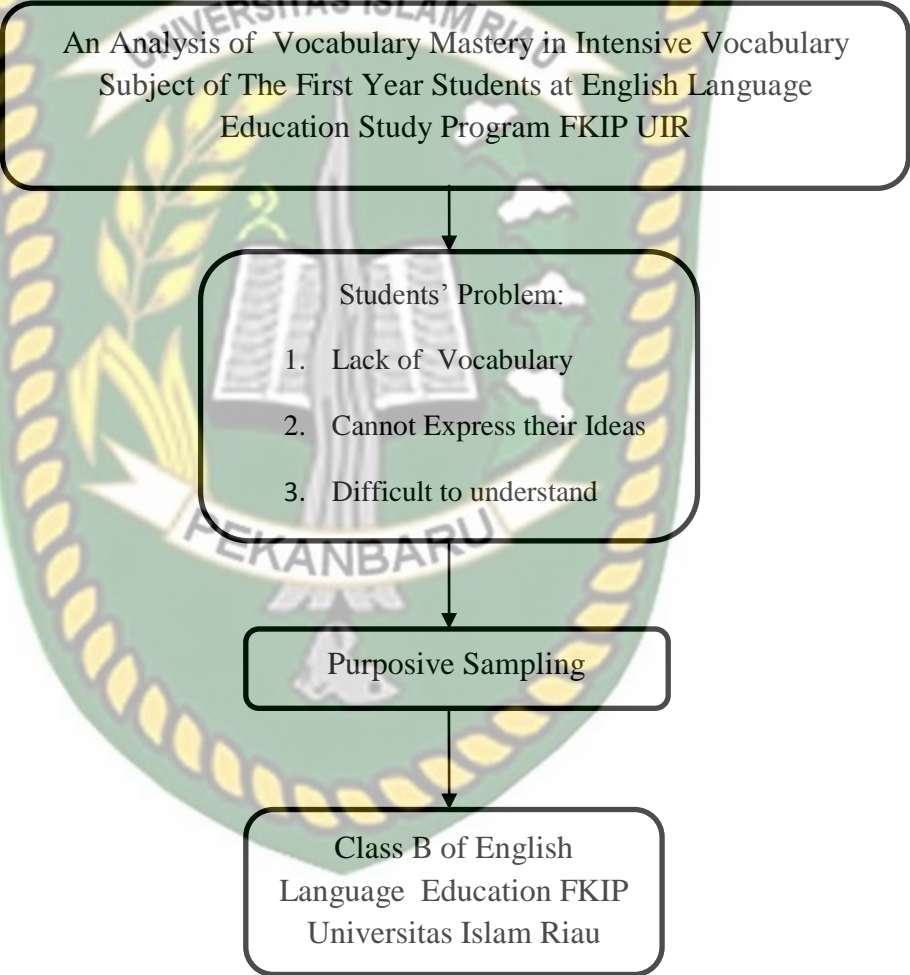 UNIVERSITAS ISLAM RIAU
An Analysis of Vocabulary Mastery in Intensive Vocabulary
Subject of The First Year Students at English Language
Education Study Program FKIP UIR
Students’ Problem:
1. Lack of Vocabulary
2. Cannot Express their Ideas
3. Difficult to understand
PEKANBARU
Purposive Sampling
Class B of English
Language Education FKIP
Universitas Islam Riau